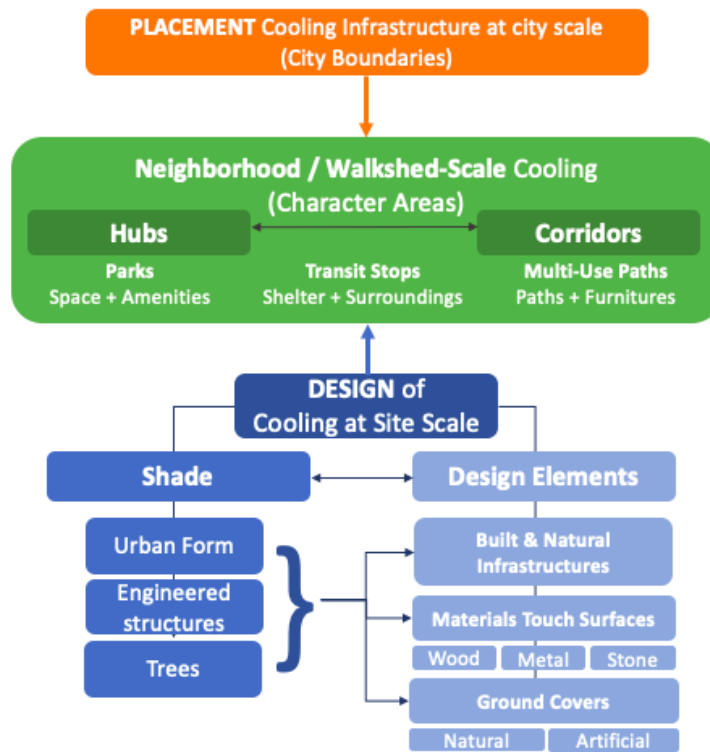 PLACEMENT Cooling Infrastructure at city scale
(City Boundaries)
Neighborhood / Walkshed-Scale Cooling
(Character Areas)
Hubs
Corridors
Parks
Space + Amenities
Transit Stops
Shelter + Surroundings
Multi-Use Paths
Paths + Furnitures
DESIGN of
Cooling at Site Scale
Shade
Design Elements
Urban Form
Engineered
structures
Trees
}
Built & Natural
Infrastructures
Materials Touch Surfaces
Wood
Metal
Stone
Ground Covers
Natural
Artificial